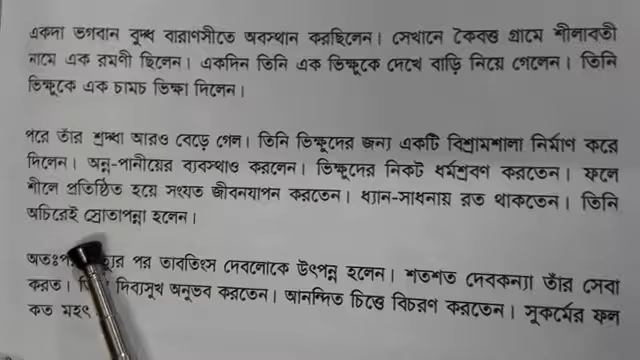 একদা ভগবান বুদ্ধ বারাণসীতে অবস্থান করছিলেন। সেখানে কৈবত্ত গ্রামে শীলাবতী
নামে এক রমণী ছিলেন। একদিন তিনি এক ভিক্ষুকে দেখে বাড়ি নিয়ে গেলেন। তিনি
ভিক্ষুকে এক চামচ ভিক্ষা দিলেন।
পরে তাঁর শ্রদ্ধা আরও বেড়ে গেল। তিনি ভিক্ষুদের জন্য একটি বিশ্রামশালা নির্মাণ করে
দিলেন। অন্ন-পানীয়ের ব্যবস্থাও করলেন। ভিক্ষুদের নিকট ধর্মশ্রবণ করতেন। ফলে
শীলে প্রতিষ্ঠিত হয়ে সংযত জীবনযাপন করতেন। ধ্যান-সাধনায় রত থাকতেন। তিনি
অচিরেই স্রোতাপন্না হলেন।
পর তাবতিংস দেবলোকে উৎপন্ন হলেন। শতশত দেবকন্যা তাঁর সেবা
করত। দিব্যসুখ অনুভব করতেন। আনন্দিত চিত্তে বিচরণ করতেন। সুকর্মের ফল
কত মহৎ